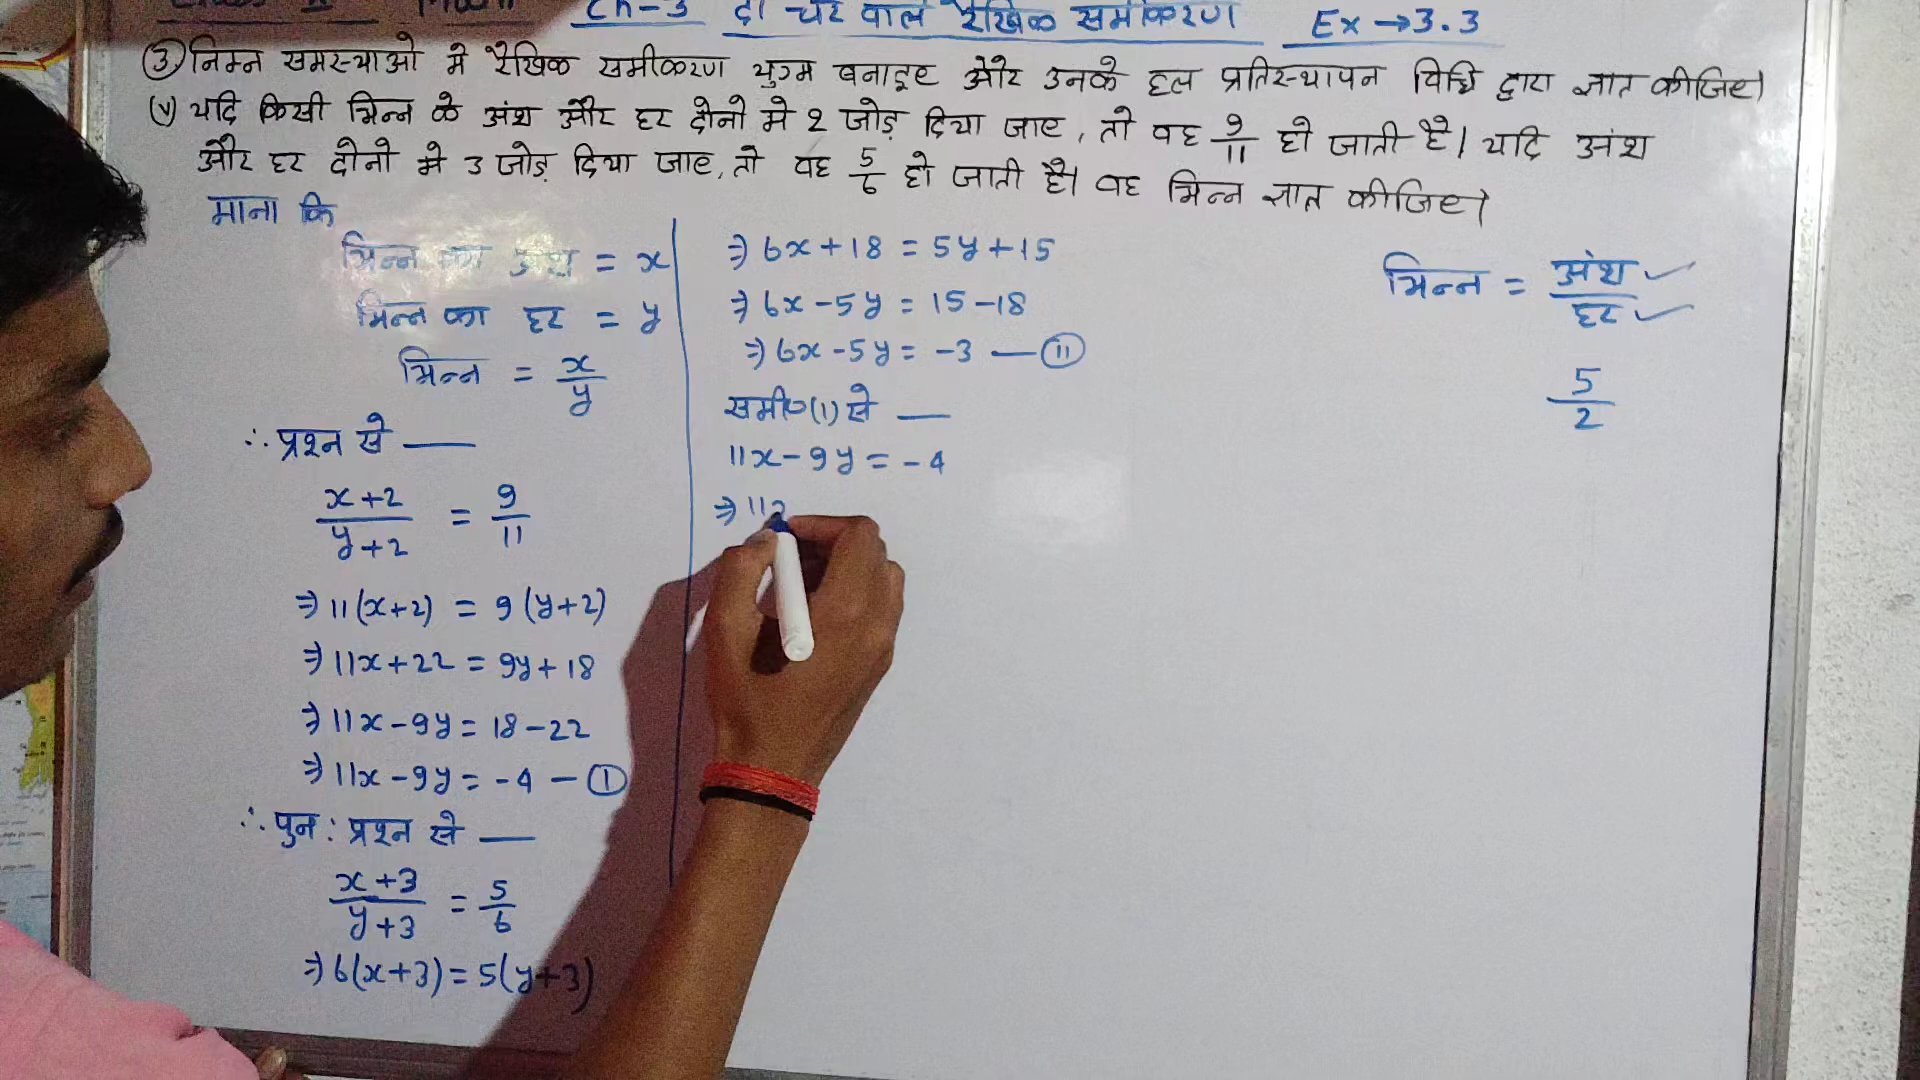 Ch-3 दो चर वाले रैखिक समीकरण Ex →3.3
③ निम्न समस्याओ मे रैखिक समीकरण युग्म बनाइए और उनके हल प्रतिस्थापन विधि द्वारा ज्ञात कीजिए।
(v) यदि किसी भिन्न के अंश और हर दोनो मे 2 जोड़ दिया जाए, तो वह 9/11 हो जाती है। यदि अंश
और हर दोनो मे 3 जोड़ दिया जाए, तो वह 5/6 हो जाती है। वह भिन्न ज्ञात कीजिए।
माना कि
भिन्न का अंश = x
भिन्न का हर = y
भिन्न = x/y
∴ प्रश्न से —
x+2/y+2 = 9/11
⇒ 11(x+2) = 9(y+2)
⇒ 11x+22 = 9y+18
⇒ 11x-9y = 18-22
⇒ 11x-9y = -4 — ①
∴ पुन: प्रश्न से —
x+3/y+3 = 5/6
⇒ 6(x+3) = 5(y+3)
⇒ 6x+18 = 5y+15
⇒ 6x-5y = 15-18
⇒ 6x-5y = -3 — ⑪
समी०(1) से —
11x-9y = -4
⇒ 11
भिन्न = अंश/हर
5/2